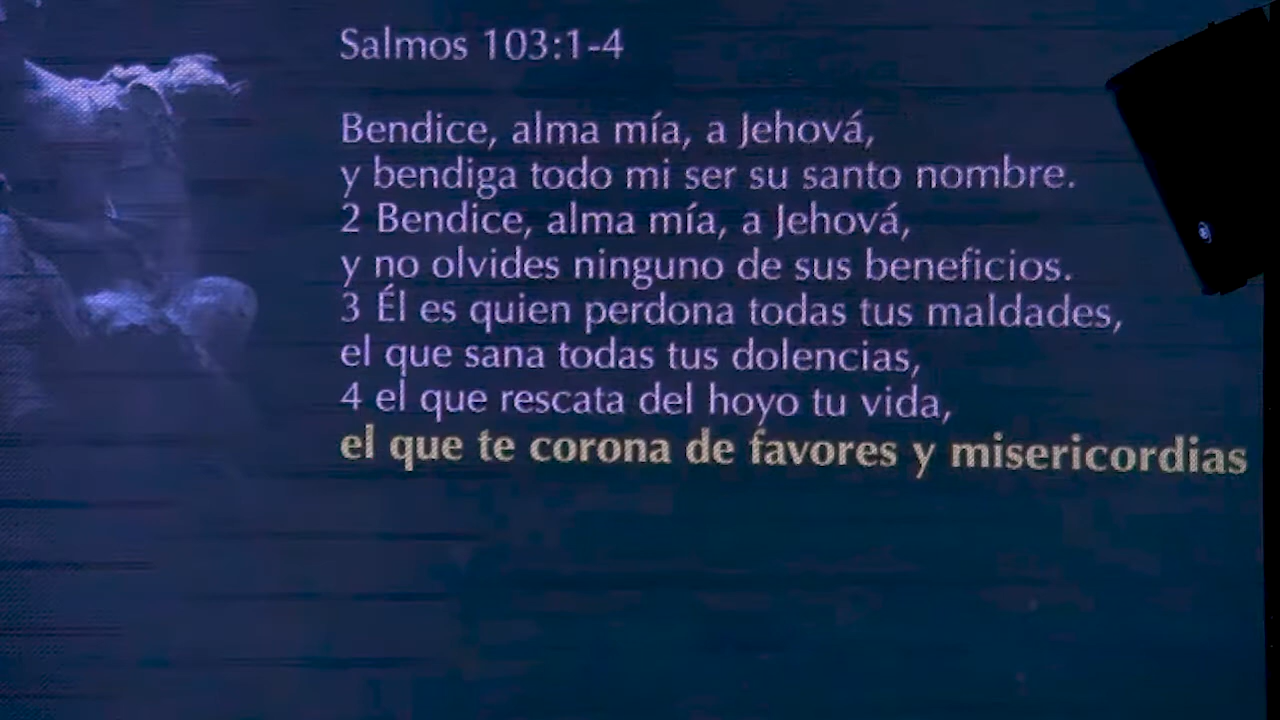 Salmos 103:1-4
Bendice, alma mía, a Jehová,
y bendiga todo mi ser su santo nombre.
2 Bendice, alma mía, a Jehová,
y no olvides ninguno de sus beneficios.
3 Él es quien perdona todas tus maldades,
el que sana todas tus dolencias,
4 el que rescata del hoyo tu vida,
el que te corona de favores y misericordias